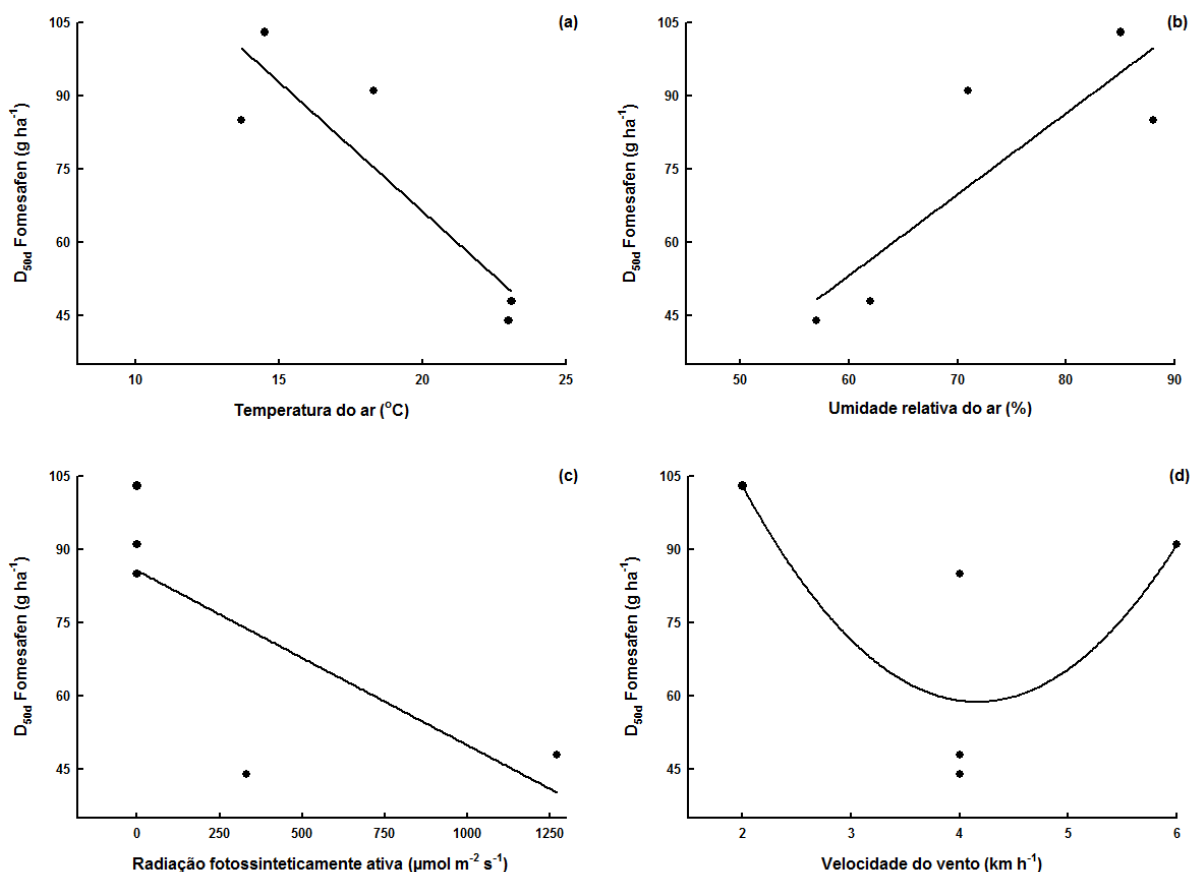 (a)
D50d Fomesafen (g ha-1)
105
90
75
60
45
10 15 20 25
Temperatura do ar (oC)
(b)
D50d Fomesafen (g ha-1)
105
90
75
60
45
50 60 70 80 90
Umidade relativa do ar (%)
(c)
D50d Fomesafen (g ha-1)
105
90
75
60
45
0 250 500 750 1000 1250
Radiação fotossinteticamente ativa (µmol m-2 s-1)
(d)
D50d Fomesafen (g ha-1)
105
90
75
60
45
2 3 4 5 6
Velocidade do vento (km h-1)